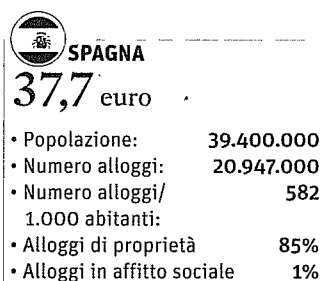 SPAGNA
37,7 euro
• Popolazione: 39.400.000
• Numero alloggi: 20.947.000
• Numero alloggi/ 582
1.000 abitanti:
• Alloggi di proprietà 85%
• Alloggi in affitto sociale 1%